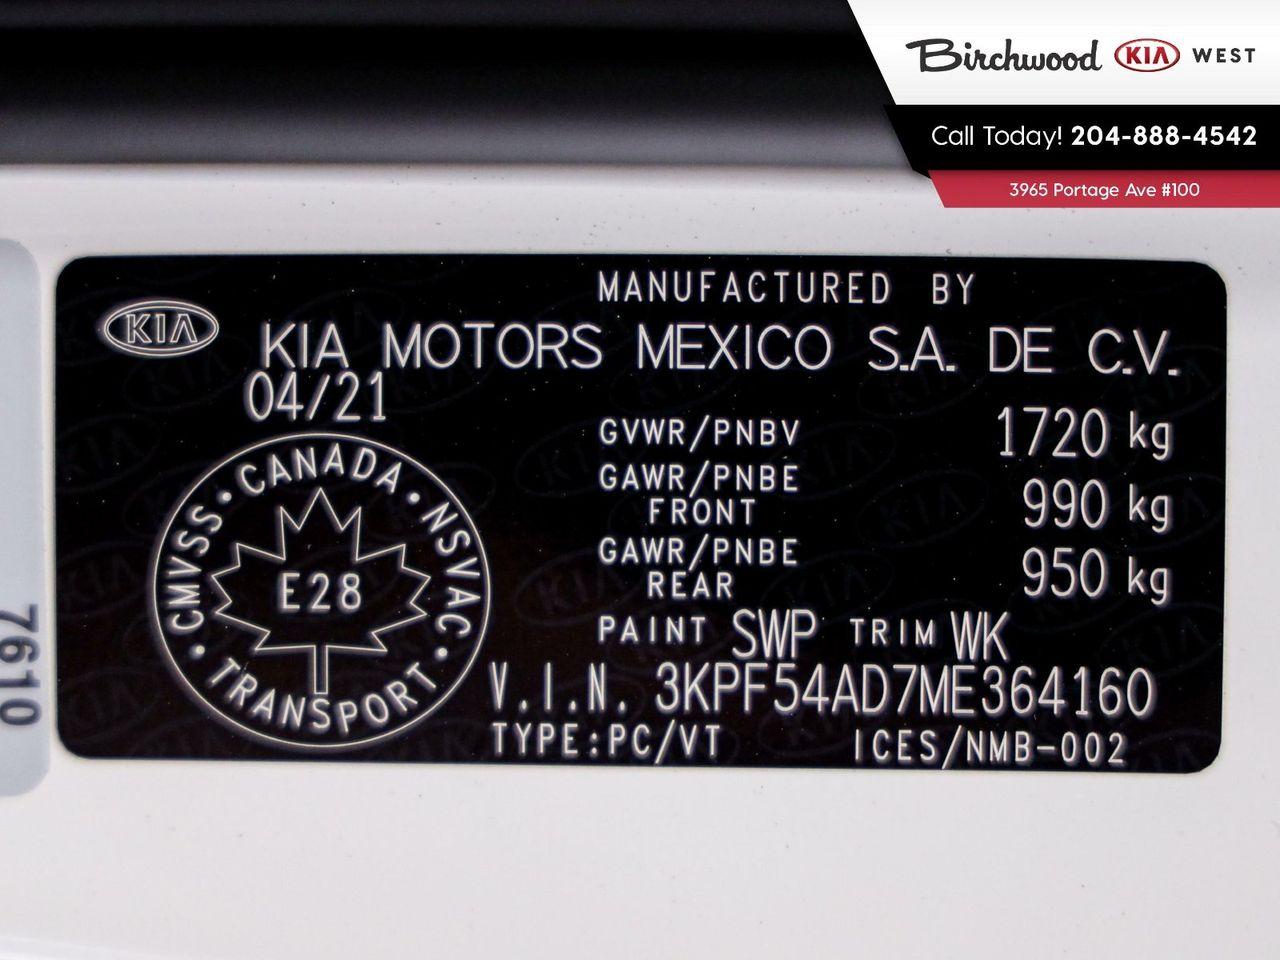 Birchwood KIA WEST
Call Today! 204-888-4542
3965 Portage Ave #100
MANUFACTURED BY
KIA
KIA MOTORS MEXICO S.A. DE C.V.
04/21
GVWR/PNBV 1720 kg
GAWR/PNBE
FRONT 990 kg
GAWR/PNBE
REAR 950 kg
CMVSS • CANADA • NSVAC • TRANSPORT •
E28
PAINT SWP TRIM WK
V.I.N. 3KPF54AD7ME364160
TYPE:PC/VT ICES/NMB-002
7610